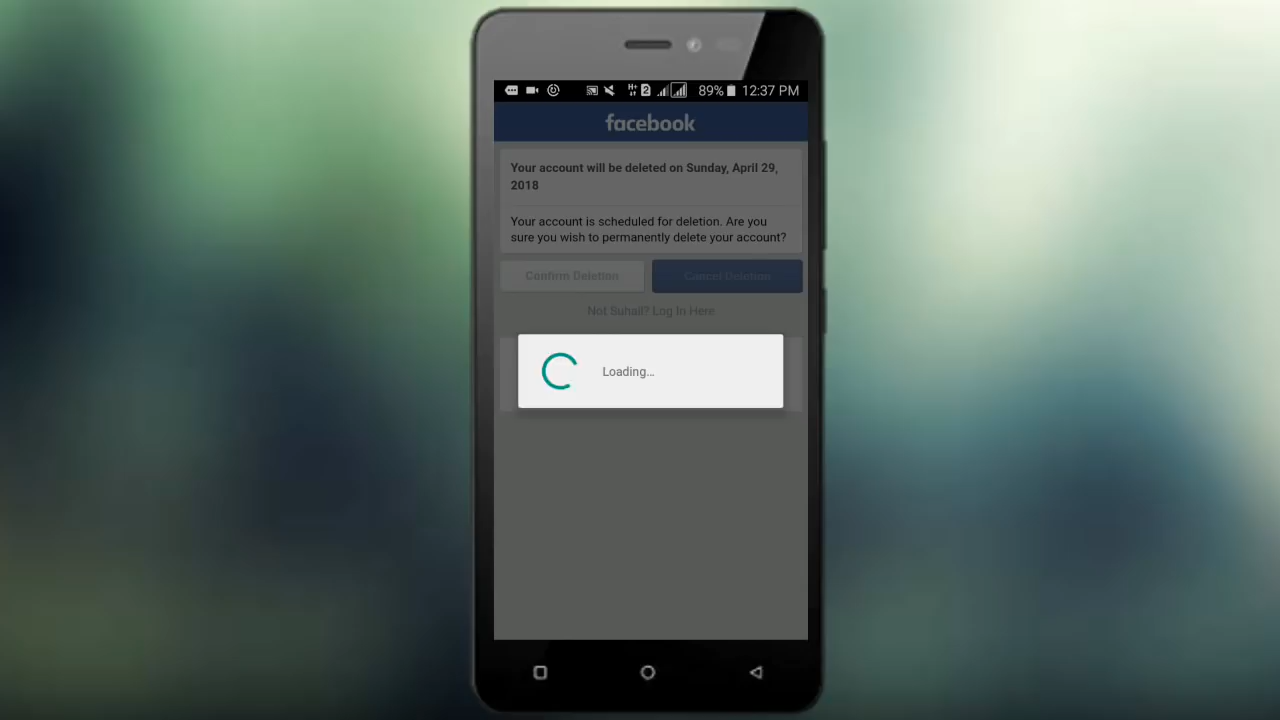 2 89% 12:37 PM
facebook
Your account will be deleted on Sunday, April 29,
2018
Your account is scheduled for deletion. Are you
sure you wish to permanently delete your account?
Confirm Deletion Cancel Deletion
Not Suhail? Log In Here
Loading...